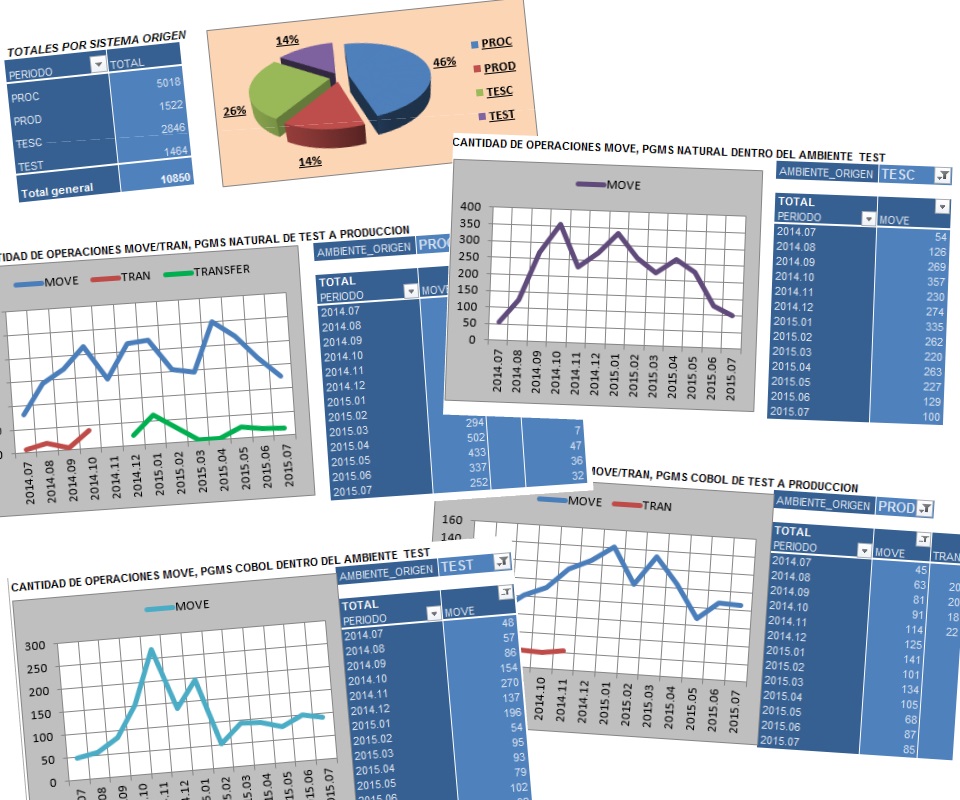 TOTALES POR SISTEMA ORIGEN
PERIODO TOTAL
PROC 5018
PROD 1522
TESC 2846
TEST 1464
Total general 10850
14%
46%
26%
14%
PROC
PROD
TESC
TEST
CANTIDAD DE OPERACIONES MOVE, PGMS NATURAL DENTRO DEL AMBIENTE TEST
MOVE
400
350
300
250
200
150
100
50
0
2014.07 2014.08 2014.09 2014.10 2014.11 2014.12 2015.01 2015.02 2015.03 2015.04 2015.05 2015.06 2015.07
AMBIENTE_ORIGEN TESC
TOTAL
PERIODO MOVE
2014.07 54
2014.08 126
2014.09 269
2014.10 357
2014.11 230
2014.12 274
2015.01 335
2015.02 262
2015.03 220
2015.04 263
2015.05 227
2015.06 129
2015.07 100
TIDAD DE OPERACIONES MOVE/TRAN, PGMS NATURAL DE TEST A PRODUCCION
MOVE TRAN TRANSFER
0
2014.07 2014.08 2014.09 2014.10 2014.11 2014.12 2015.01 2015.02 2015.03 2015.04 2015.05 2015.06 2015.07
AMBIENTE_ORIGEN PROC
TOTAL
PERIODO MOVE
2014.07
2014.08
2014.09
2014.10
2014.11
2014.12
2015.01
2015.02
2015.03 294 7
2015.04 502 47
2015.05 433 36
2015.06 337 32
2015.07 252
MOVE/TRAN, PGMS COBOL DE TEST A PRODUCCION
MOVE TRAN
160
140
2014.10 2014.11 2014.12 2015.01 2015.02 2015.03 2015.04 2015.05 2015.06 2015.07
AMBIENTE_ORIGEN PROD
TOTAL
PERIODO MOVE TRAN
2014.07 45
2014.08 63 20
2014.09 81 20
2014.10 91 18
2014.11 114 22
2014.12 125
2015.01 141
2015.02 101
2015.03 134
2015.04 105
2015.05 68
2015.06 87
2015.07 85
CANTIDAD DE OPERACIONES MOVE, PGMS COBOL DENTRO DEL AMBIENTE TEST
MOVE
300
250
200
150
100
50
0
AMBIENTE_ORIGEN TEST
TOTAL
PERIODO MOVE
2014.07 48
2014.08 57
2014.09 86
2014.10 154
2014.11 270
2014.12 137
2015.01 196
2015.02 54
2015.03 95
2015.04 93
2015.05 79
2015.06 102